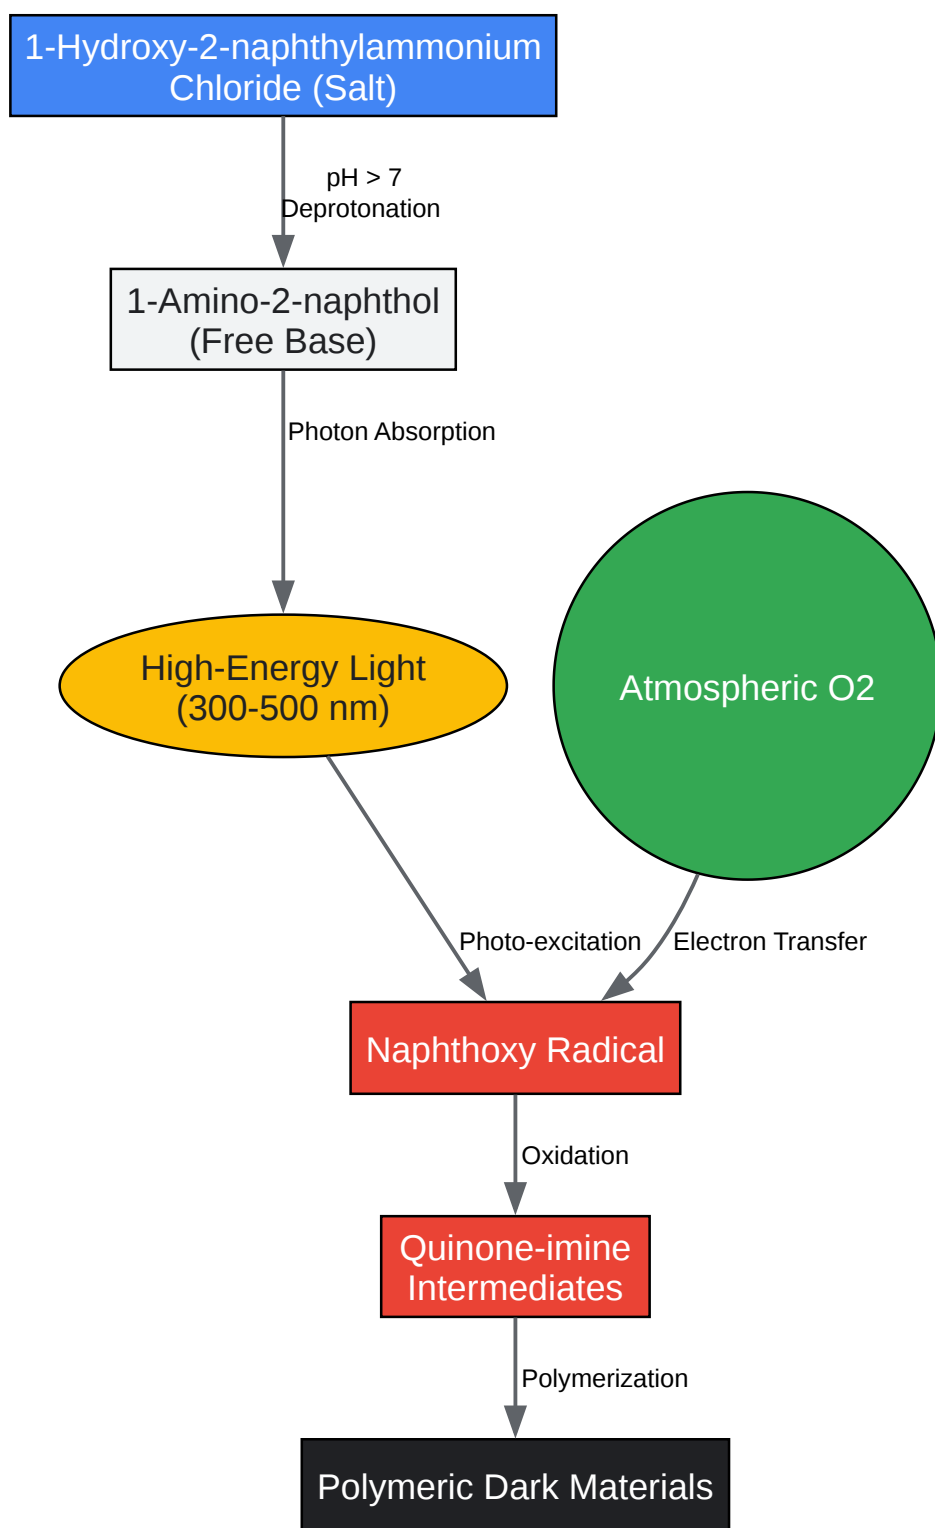 1-Hydroxy-2-naphthylammonium
Chloride (Salt)
pH > 7
Deprotonation
1-Amino-2-naphthol
(Free Base)
Photon Absorption
High-Energy Light
(300-500 nm)
Atmospheric O2
Photo-excitation
Electron Transfer
Naphthoxy Radical
Oxidation
Quinone-imine
Intermediates
Polymerization
Polymeric Dark Materials